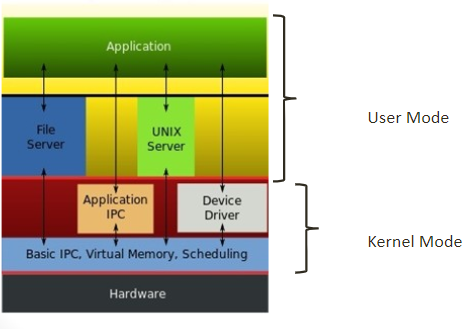 Application
User Mode
File
Server
UNIX
Server
Application
IPC
Device
Driver
Kernel Mode
Basic IPC, Virtual Memory, Scheduling
Hardware